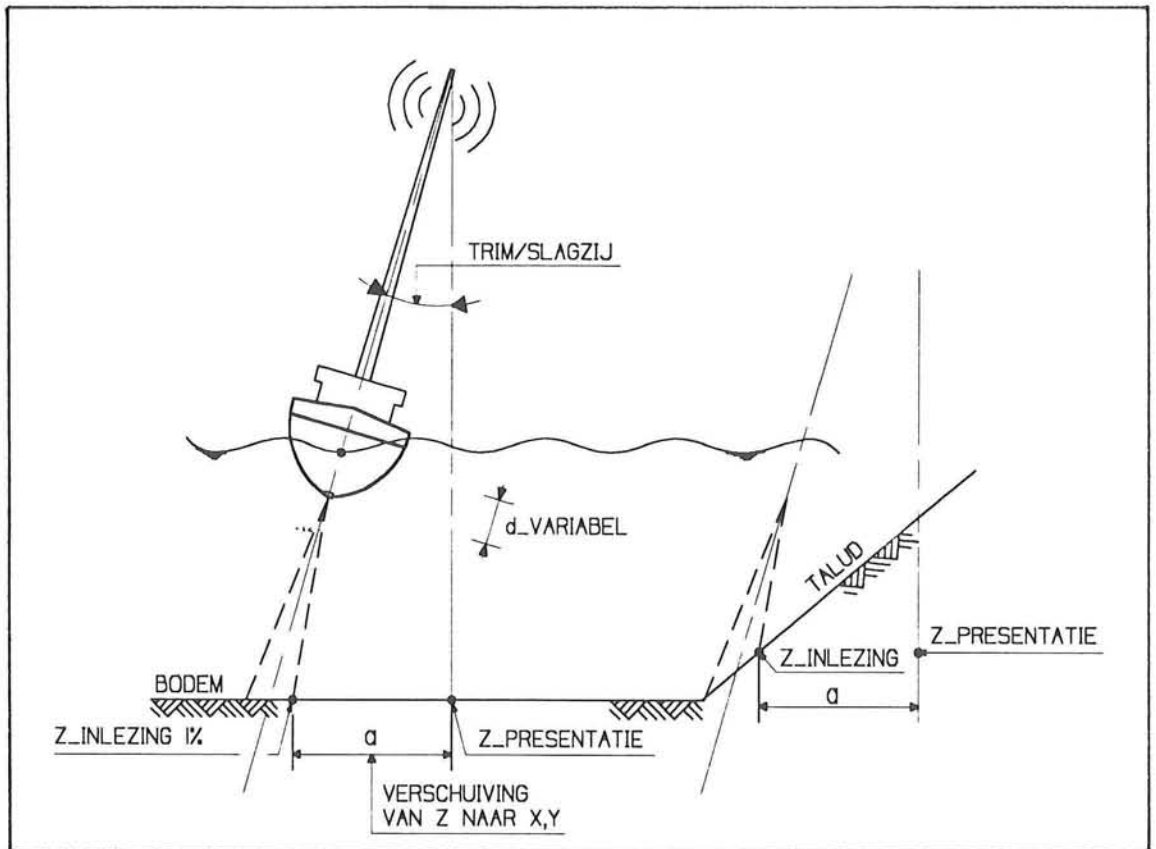 TRIM/SLAGZIJ
d_VARIABEL
TALUD
Z_PRESENTATIE
Z_INLEZING
BODEM
a
Z_INLEZING 1%
a
Z_PRESENTATIE
VERSCHUIVING
VAN Z NAAR X,Y